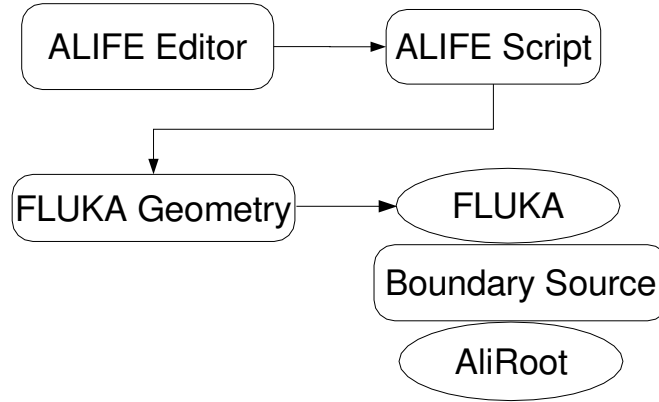 ALIFE Editor
ALIFE Script
FLUKA Geometry
FLUKA
Boundary Source
AliRoot